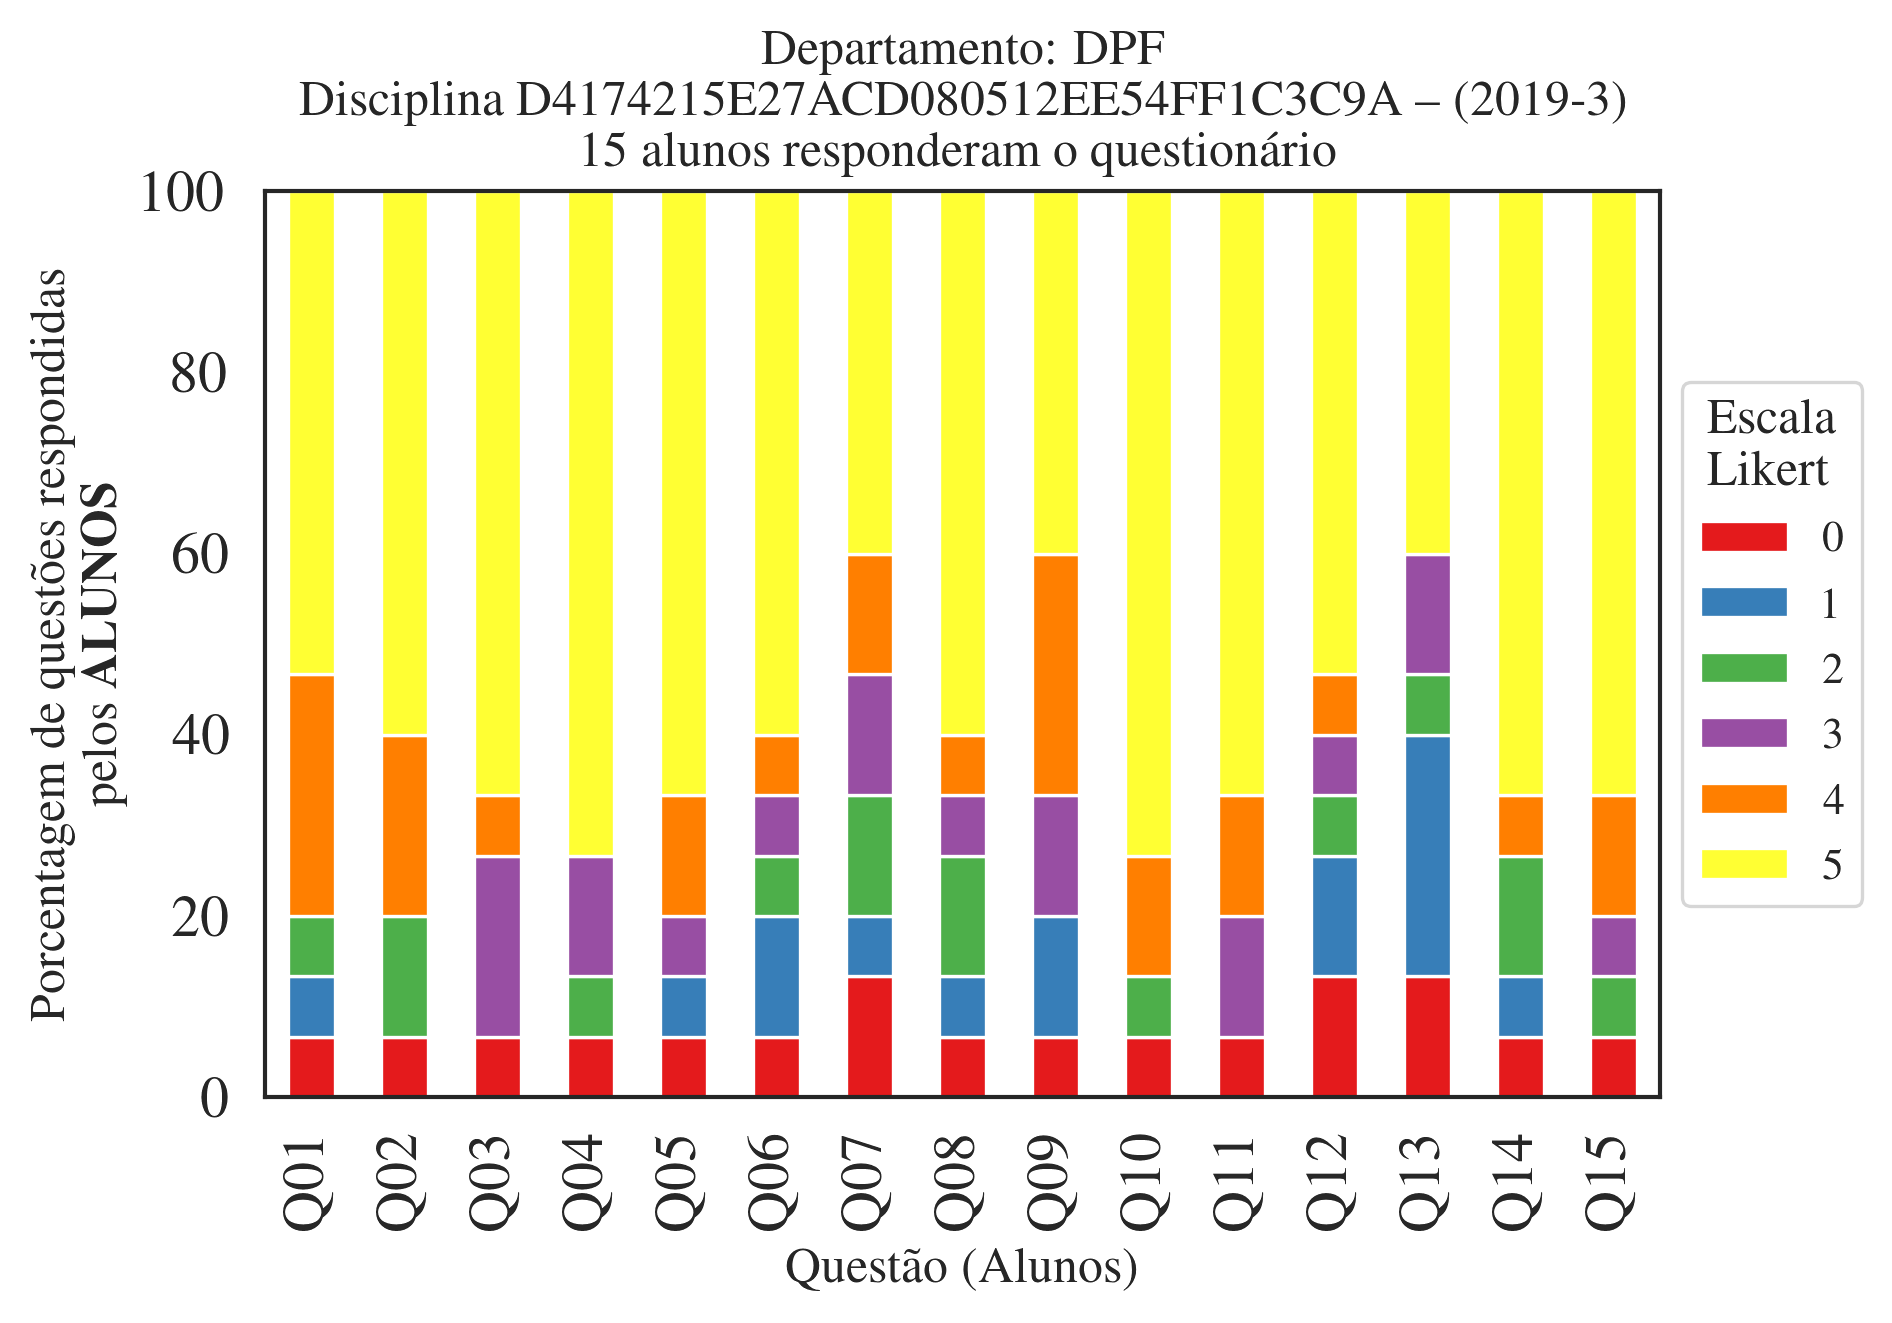 Departamento: DPF
Disciplina D4174215E27ACD080512EE54FF1C3C9A – (2019-3)
15 alunos responderam o questionário
100
80
60
40
20
0
Porcentagem de questões respondidas
pelos ALUNOS
Q01
Q02
Q03
Q04
Q05
Q06
Q07
Q08
Q09
Q10
Q11
Q12
Q13
Q14
Q15
Questão (Alunos)
Escala
Likert
0
1
2
3
4
5